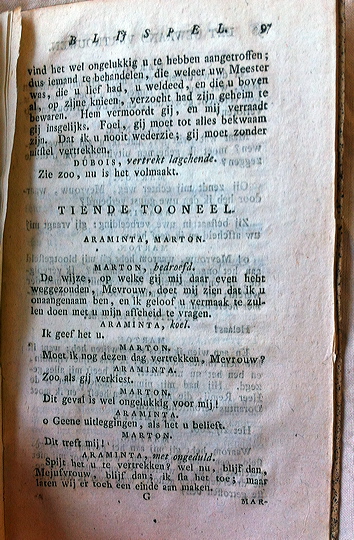 BLIJSPEL. 97
vind het wel ongelukkig u te hebben aangetroffen;
dus iemand te behandelen, die weleer uw Meester
was, die u lief had, u weldeed, en die u boven
al, op zijne knieen, verzocht had zijn geheim te
bewaren. Hem vermoordt gij, en mij verraadt
gij insgelijks. Foei, gij moet tot alles bekwaam
zijn. Dat ik u nooit wederzie; gij moet zonder
uitstel vertrekken.
DUBOIS, vertrekt lagchende.
Zie zoo, nu is het volmaakt.
TIENDE TOONEEL.
ARAMINTA, MARTON.
MARTON, bedroefd.
De wijze, op welke gij mij daar even hebt
weggezonden, Mevrouw, doet mij zien dat ik u
onaangenaam ben, en ik geloof u vermaak te zul-
len doen met u mijn affcheid te vragen.
ARAMINTA, koel.
Ik geef het u.
MARTON.
Moet ik nog dezen dag vertrekken, Mevrouw?
ARAMINTA.
Zoo als gij verkiest.
MARTON.
Dit geval is wel ongelukkig voor mij!
ARAMINTA.
o Geene uitleggingen, als het u belieft.
MARTON.
Dit treft mij!
ARAMINTA, met ongeduld.
Spijt het u te vertrekken? wel nu, blijf dan,
Mejufvrouw, blijf dan; ik sta het toe; maar
laten wij er toch een einde aan maken.
G MAR-